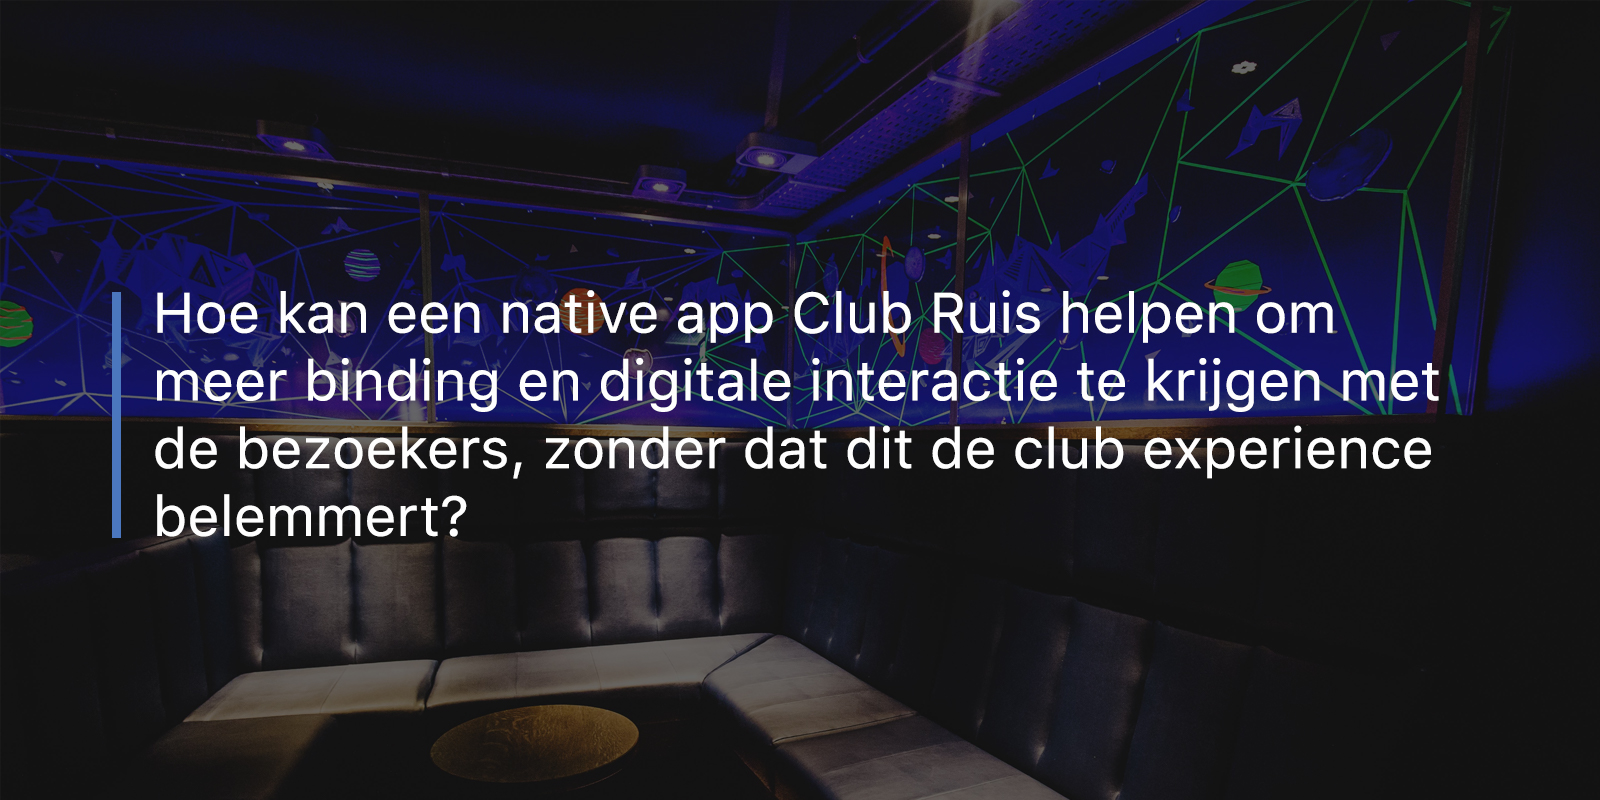 Hoe kan een native app Club Ruis helpen om
meer binding en digitale interactie te krijgen met
de bezoekers, zonder dat dit de club experience
belemmert?